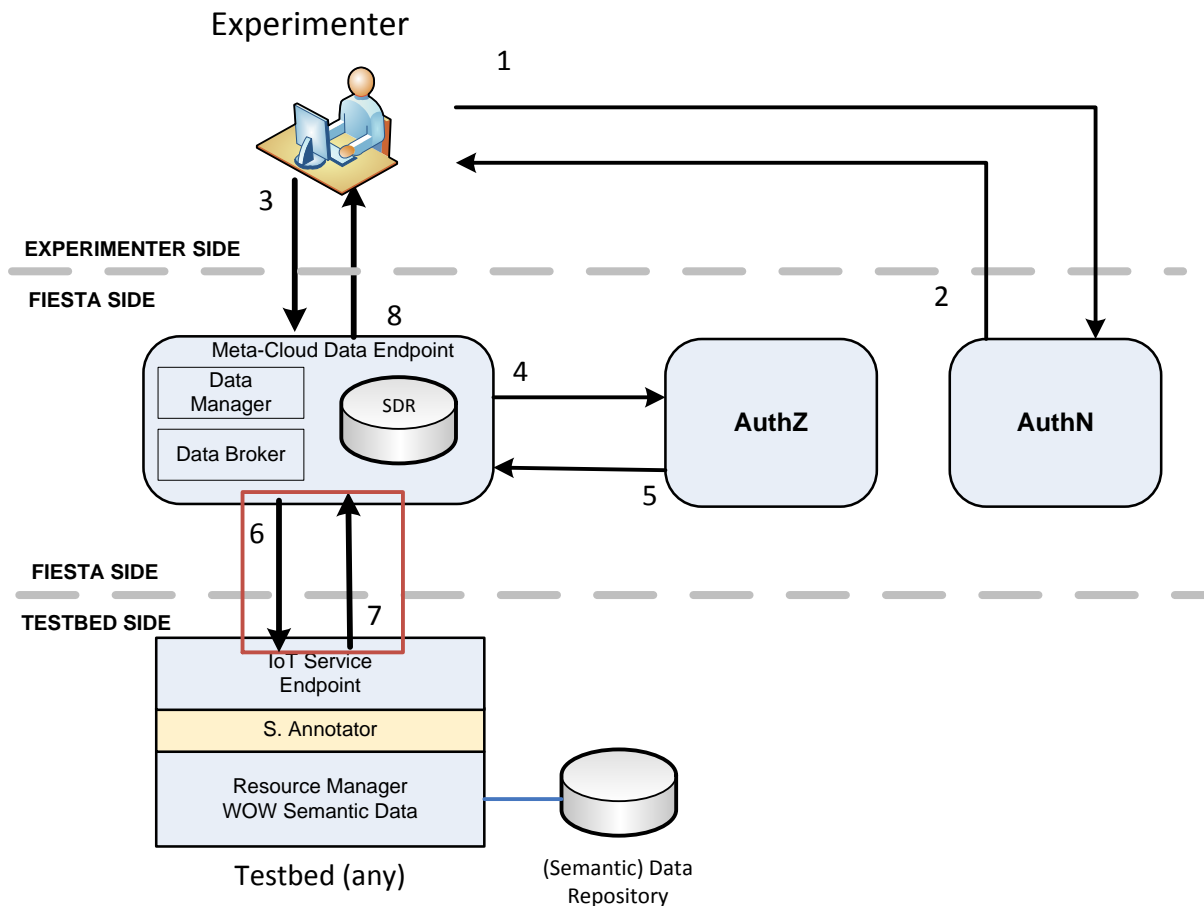 Experimenter
1
3
EXPERIMENTER SIDE
FIESTA SIDE
2
8
Meta-Cloud Data Endpoint
Data
Manager
SDR
Data Broker
4
5
AuthZ
AuthN
6
FIESTA SIDE
7
TESTBED SIDE
IoT Service
Endpoint
S. Annotator
Resource Manager
WOW Semantic Data
Testbed (any)
(Semantic) Data
Repository